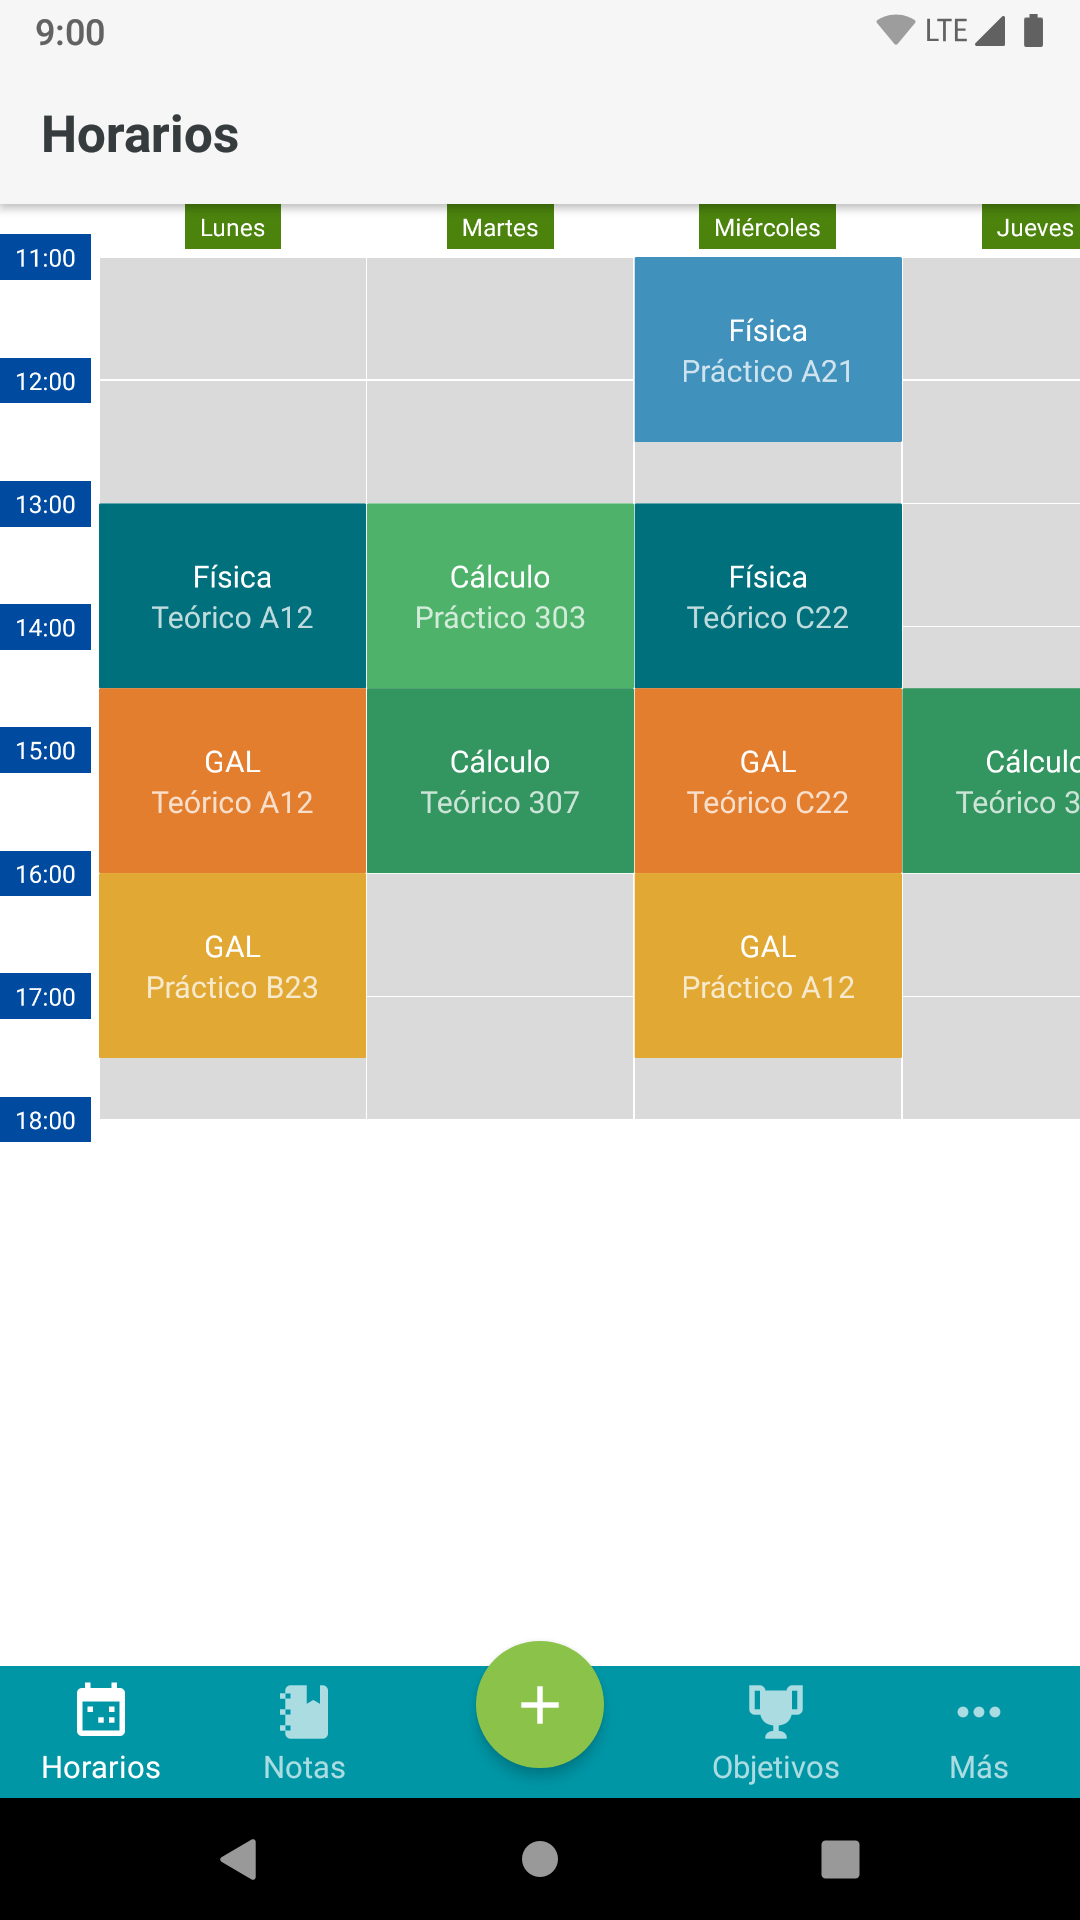 9:00
LTE
Horarios
Lunes
Martes
Miércoles
Jueves
11:00
Física
Práctico A21
12:00
13:00
Física
Teórico A12
Cálculo
Práctico 303
Física
Teórico C22
14:00
GAL
Teórico A12
Cálculo
Teórico 307
GAL
Teórico C22
Cálculo
Teórico 3
15:00
16:00
GAL
Práctico B23
GAL
Práctico A12
17:00
18:00
Horarios
Notas
Objetivos
Más